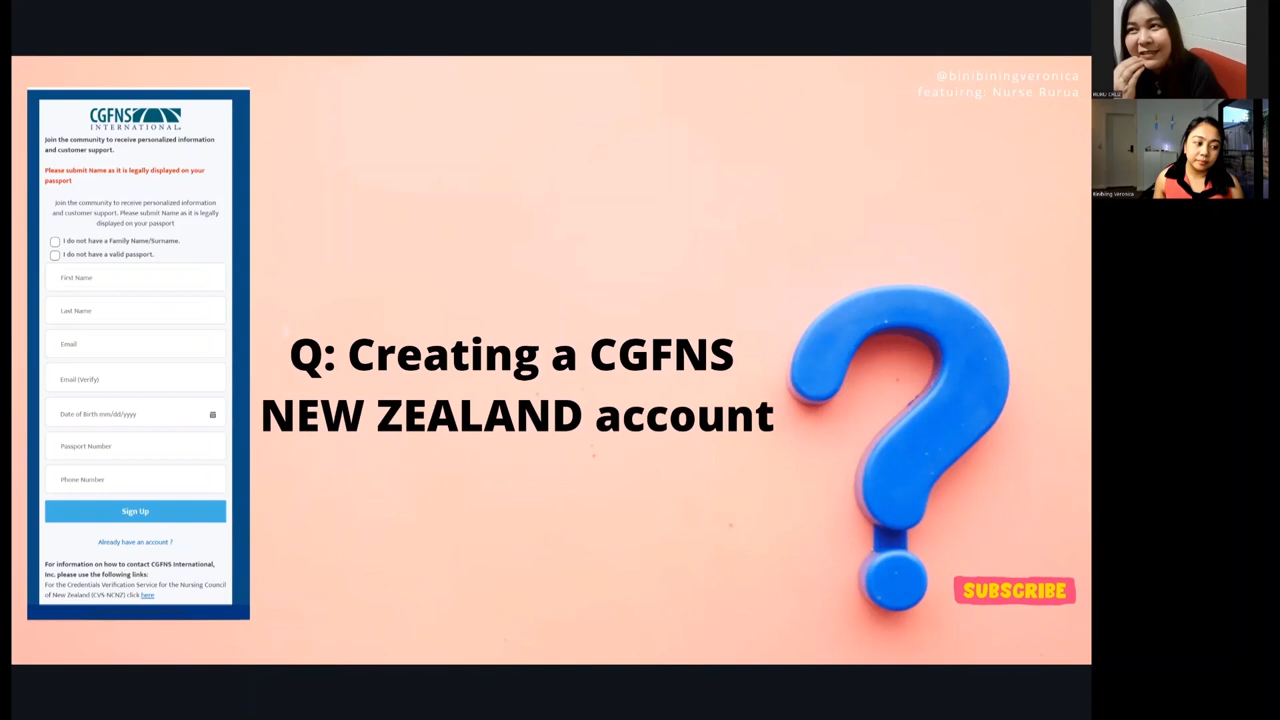 @binibiningveronica
featuirng: Nurse Rurua
CGFNS
INTERNATIONAL
Join the community to receive personalized information
and customer support.
Please submit Name as it is legally displayed on your
passport
Join the community to receive personalized information
and customer support. Please submit Name as it is legally
displayed on your passport
I do not have a Family Name/Surname.
I do not have a valid passport.
First Name
Last Name
Email
Email (Verify)
Date of Birth mm/dd/yyyy
Passport Number
Phone Number
Sign Up
Already have an account ?
For information on how to contact CGFNS International,
Inc. please use the following links:
For the Credentials Verification Service for the Nursing Council
of New Zealand (CVS-NCNZ) click here
Q: Creating a CGFNS
NEW ZEALAND account
SUBSCRIBE
Binibiing Veronica